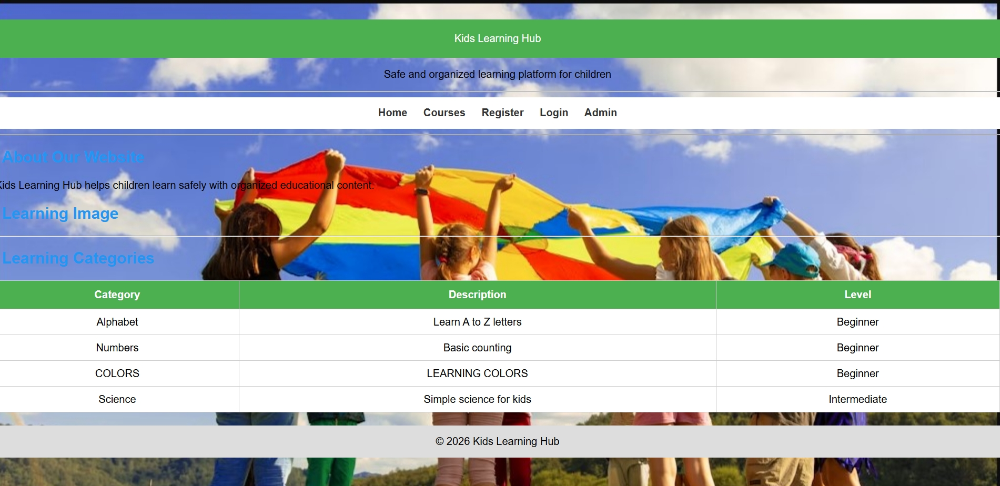 Kids Learning Hub
Safe and organized learning platform for children
Home Courses Register Login Admin
About Our Website
Kids Learning Hub helps children learn safely with organized educational content.
Learning Image
Learning Categories
Category Description Level
Alphabet Learn A to Z letters Beginner
Numbers Basic counting Beginner
COLORS LEARNING COLORS Beginner
Science Simple science for kids Intermediate
© 2026 Kids Learning Hub